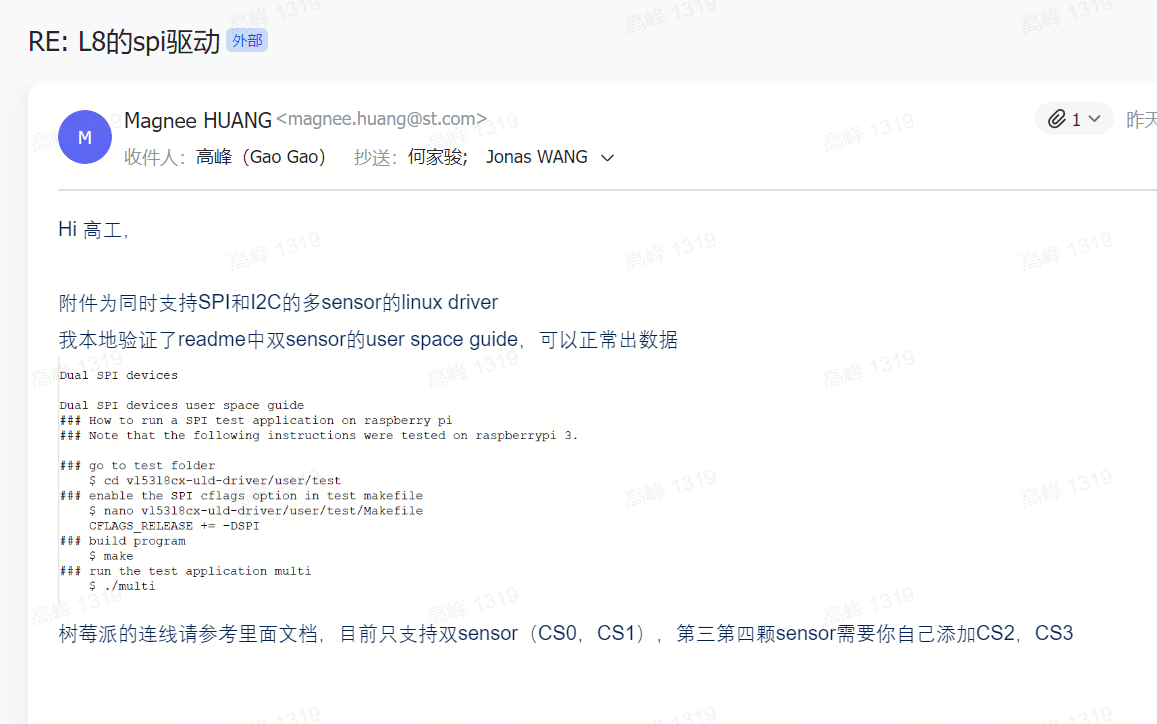 RE: L8的spi驱动 外部
M
Magnee HUANG <magnee.huang@st.com>
1
昨天
收件人： 高峰（Gao Gao） 抄送： 何家骏; Jonas WANG
Hi 高工，
附件为同时支持SPI和I2C的多sensor的linux driver
我本地验证了readme中双sensor的user space guide，可以正常出数据
Dual SPI devices
Dual SPI devices user space guide
### How to run a SPI test application on raspberry pi
### Note that the following instructions were tested on raspberrypi 3.
### go to test folder
$ cd vl53l8cx-uld-driver/user/test
### enable the SPI cflags option in test makefile
$ nano vl53l8cx-uld-driver/user/test/Makefile
CFLAGS_RELEASE += -DSPI
### build program
$ make
### run the test application multi
$ ./multi
树莓派的连线请参考里面文档，目前只支持双sensor（CS0，CS1），第三第四颗sensor需要你自己添加CS2，CS3
高峰 1319